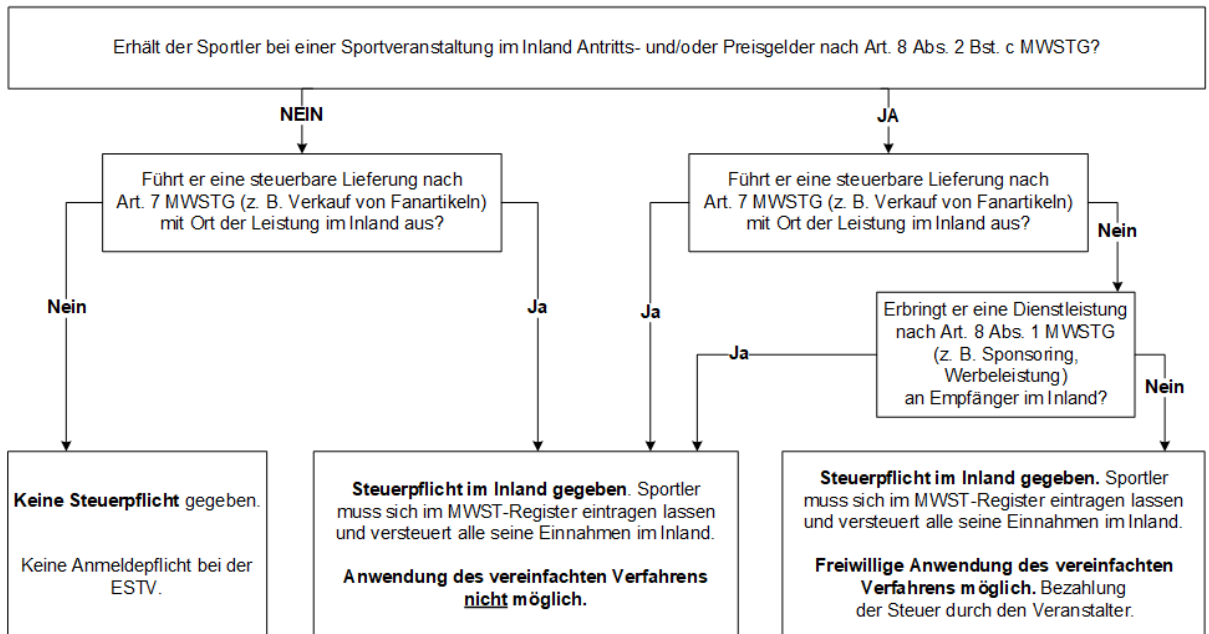 Erhält der Sportler bei einer Sportveranstaltung im Inland Antritts- und/oder Preisgelder nach Art. 8 Abs. 2 Bst. c MWSTG?
NEIN
JA
Führt er eine steuerbare Lieferung nach
Art. 7 MWSTG (z. B. Verkauf von Fanartikeln)
mit Ort der Leistung im Inland aus?
Führt er eine steuerbare Lieferung nach
Art. 7 MWSTG (z. B. Verkauf von Fanartikeln)
mit Ort der Leistung im Inland aus?
Nein
Nein
Ja
Ja
Erbringt er eine Dienstleistung
nach Art. 8 Abs. 1 MWSTG
(z. B. Sponsoring,
Werbeleistung)
an Empfänger im Inland?
Ja
Nein
Keine Steuerpflicht gegeben.
Keine Anmeldepflicht bei der
ESTV.
Steuerpflicht im Inland gegeben. Sportler
muss sich im MWST-Register eintragen lassen
und versteuert alle seine Einnahmen im Inland.
Anwendung des vereinfachten Verfahrens
nicht möglich.
Steuerpflicht im Inland gegeben. Sportler
muss sich im MWST-Register eintragen lassen
und versteuert alle seine Einnahmen im Inland.
Freiwillige Anwendung des vereinfachten
Verfahrens möglich. Bezahlung
der Steuer durch den Veranstalter.